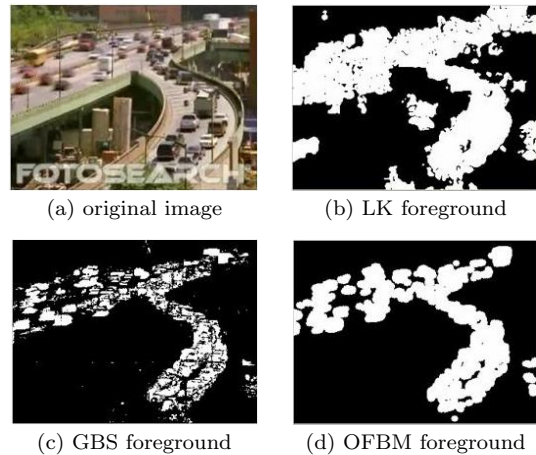 FOTOSEARCH
(a) original image
(b) LK foreground
(c) GBS foreground
(d) OFBM foreground